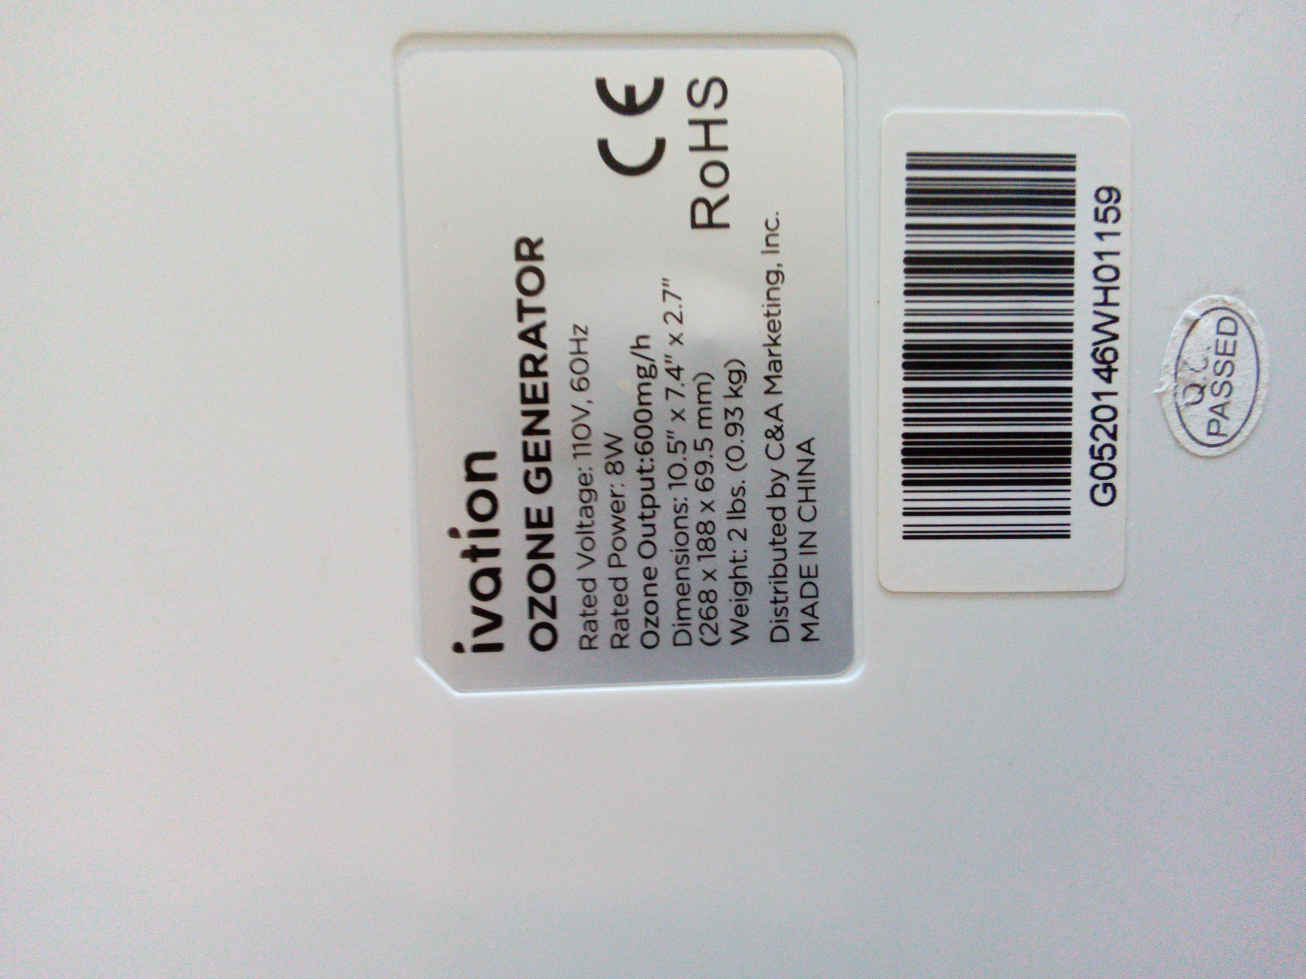 ivation
OZONE GENERATOR
Rated Voltage: 110V, 60Hz
Rated Power: 8W
Ozone Output:600mg/h
Dimensions: 10.5" x 7.4" x 2.7"
(268 x 188 x 69.5 mm)
Weight: 2 lbs. (0.93 kg)
Distributed by C&A Marketing, Inc.
MADE IN CHINA
CE
RoHS
G0520146WH01159
PASSED